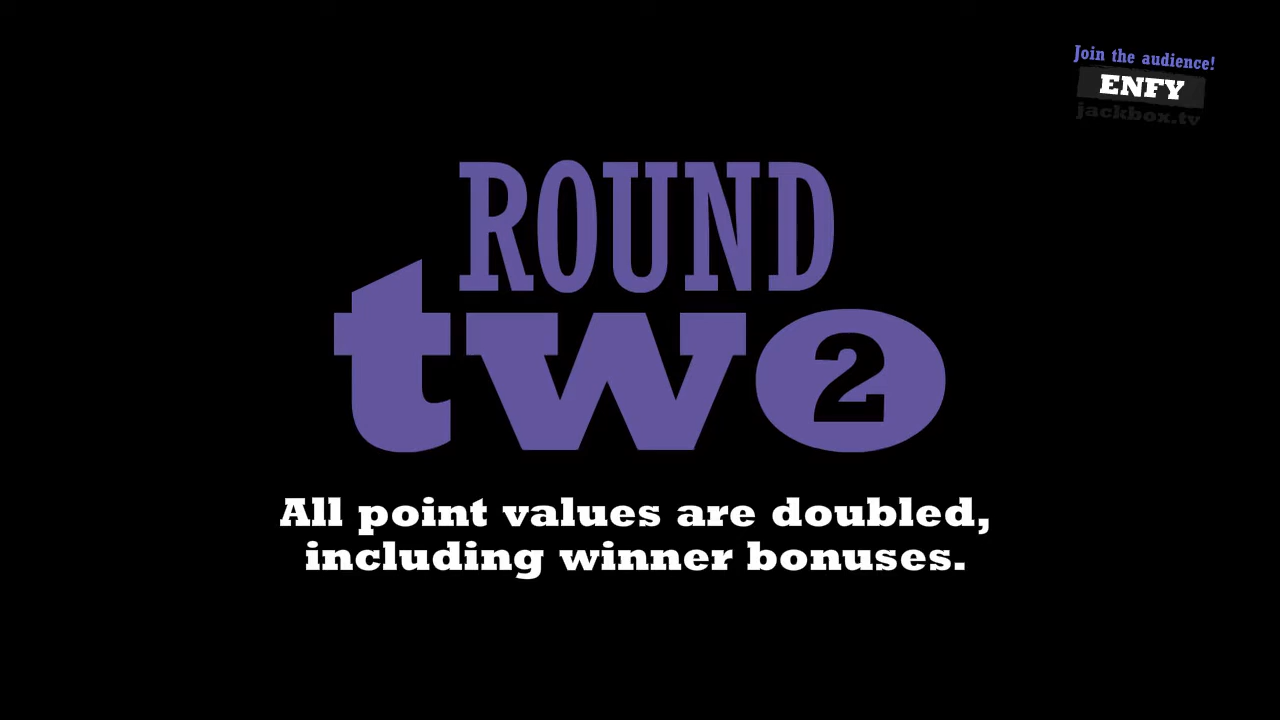 Join the audience!
ENFY
jackbox.tv
ROUND
two
2
All point values are doubled,
including winner bonuses.